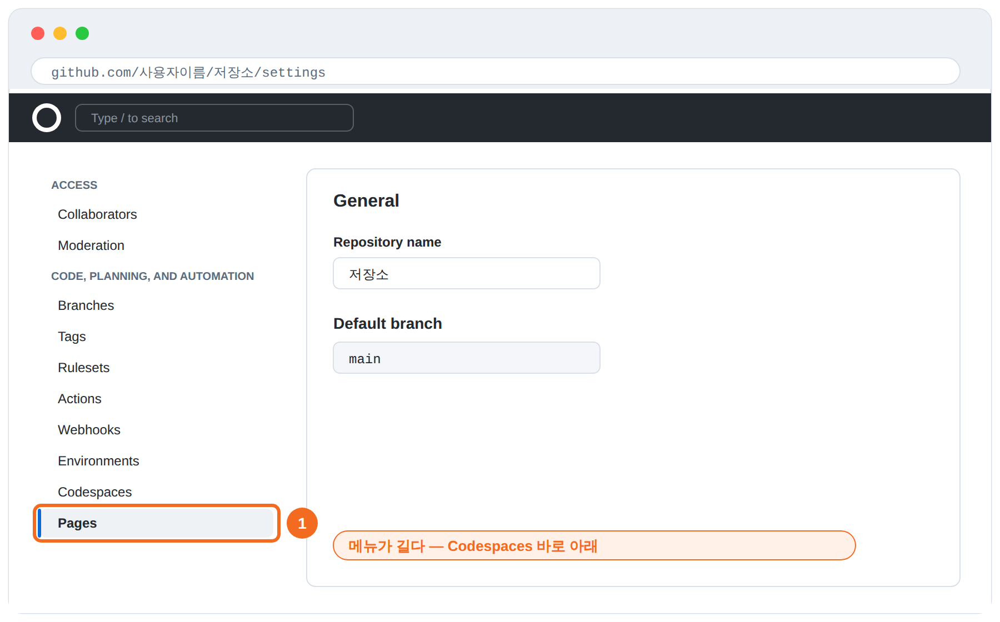 github.com/사용자이름/저장소/settings
Type / to search
ACCESS
Collaborators
Moderation
CODE, PLANNING, AND AUTOMATION
Branches
Tags
Rulesets
Actions
Webhooks
Environments
Codespaces
Pages
1
General
Repository name
저장소
Default branch
main
메뉴가 길다 — Codespaces 바로 아래